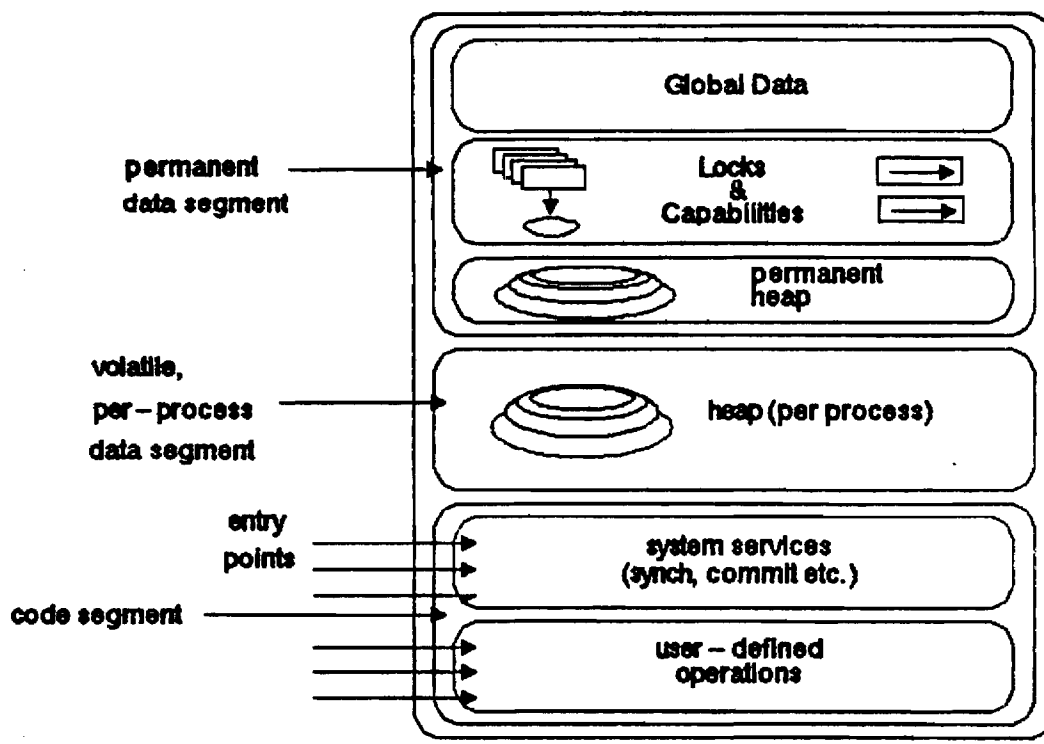 Global Data
permanent
data segment
Locks
&
Capabilities
permanent
heap
volatile,
per – process
data segment
heap (per process)
entry
points
system services
(synch, commit etc.)
code segment
user – defined
operations